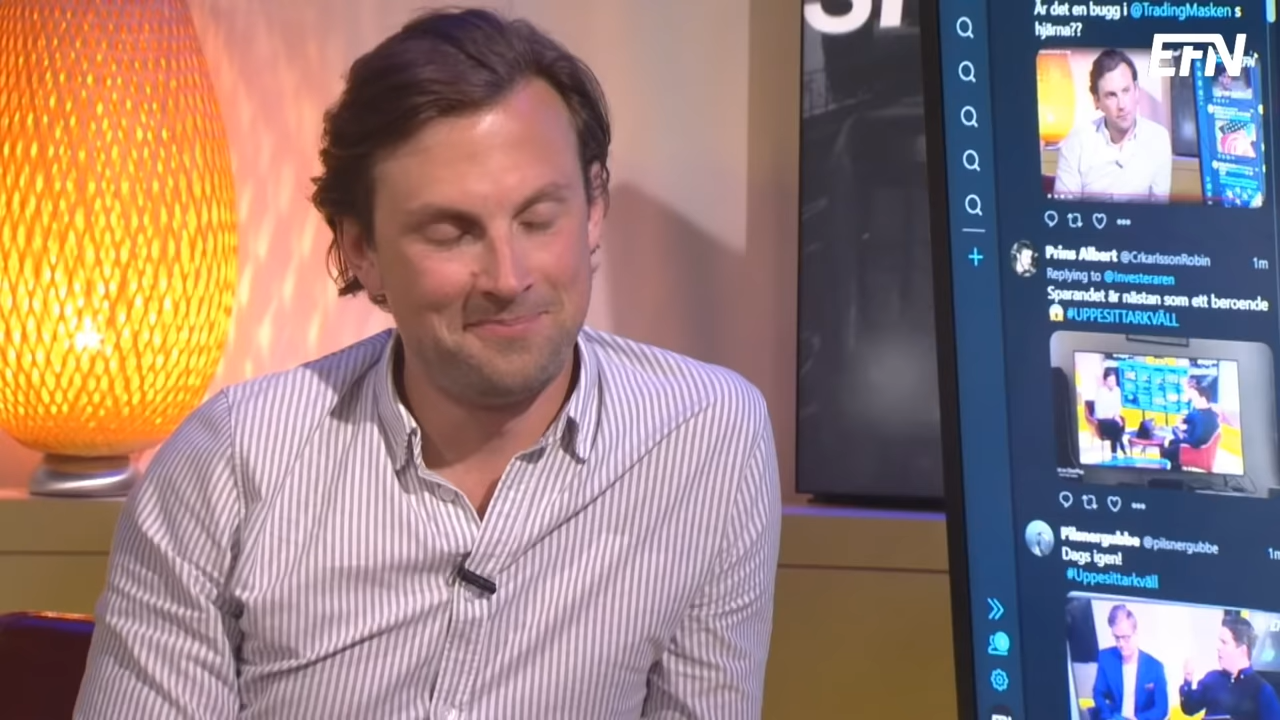 EFN
Är det en bugg i @TradingMasken s
hjärna??
Prins Albert @CrkarlssonRobin 1m
Replying to @Investeraren
Sparandet är nästan som ett beroende
#UPPESITTARKVÄLL
Pilsnergubbe @pilsnergubbe 1m
Dags igen!
#Uppesittarkväll